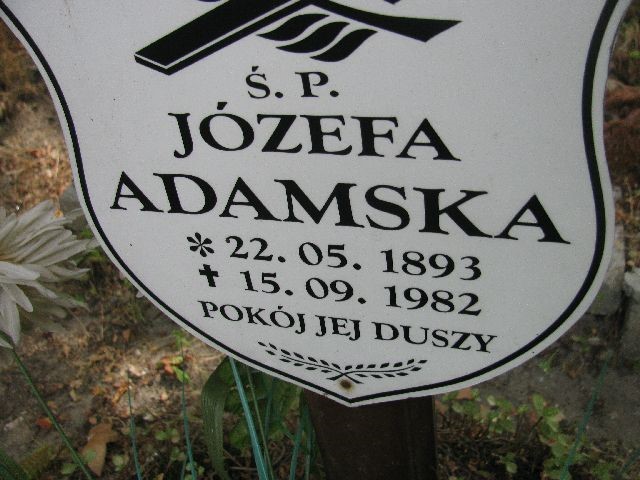 Ś. P.
JÓZEFA
ADAMSKA
* 22. 05. 1893
✝ 15. 09. 1982
POKÓJ JEJ DUSZY